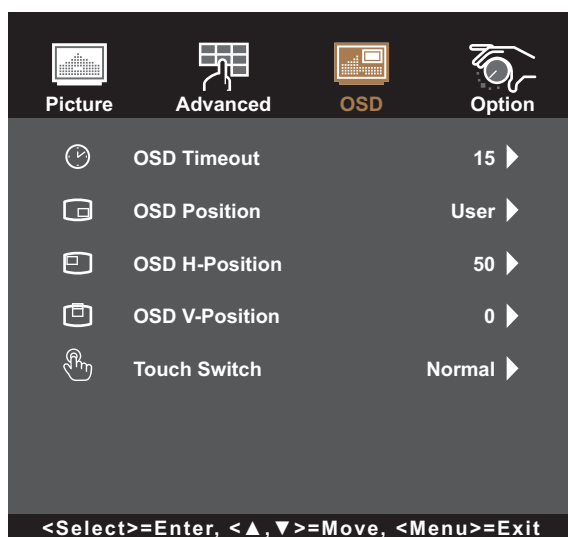 Picture Advanced OSD Option
OSD Timeout 15
OSD Position User
OSD H-Position 50
OSD V-Position 0
Touch Switch Normal
<Select>=Enter, <▲,▼>=Move, <Menu>=Exit